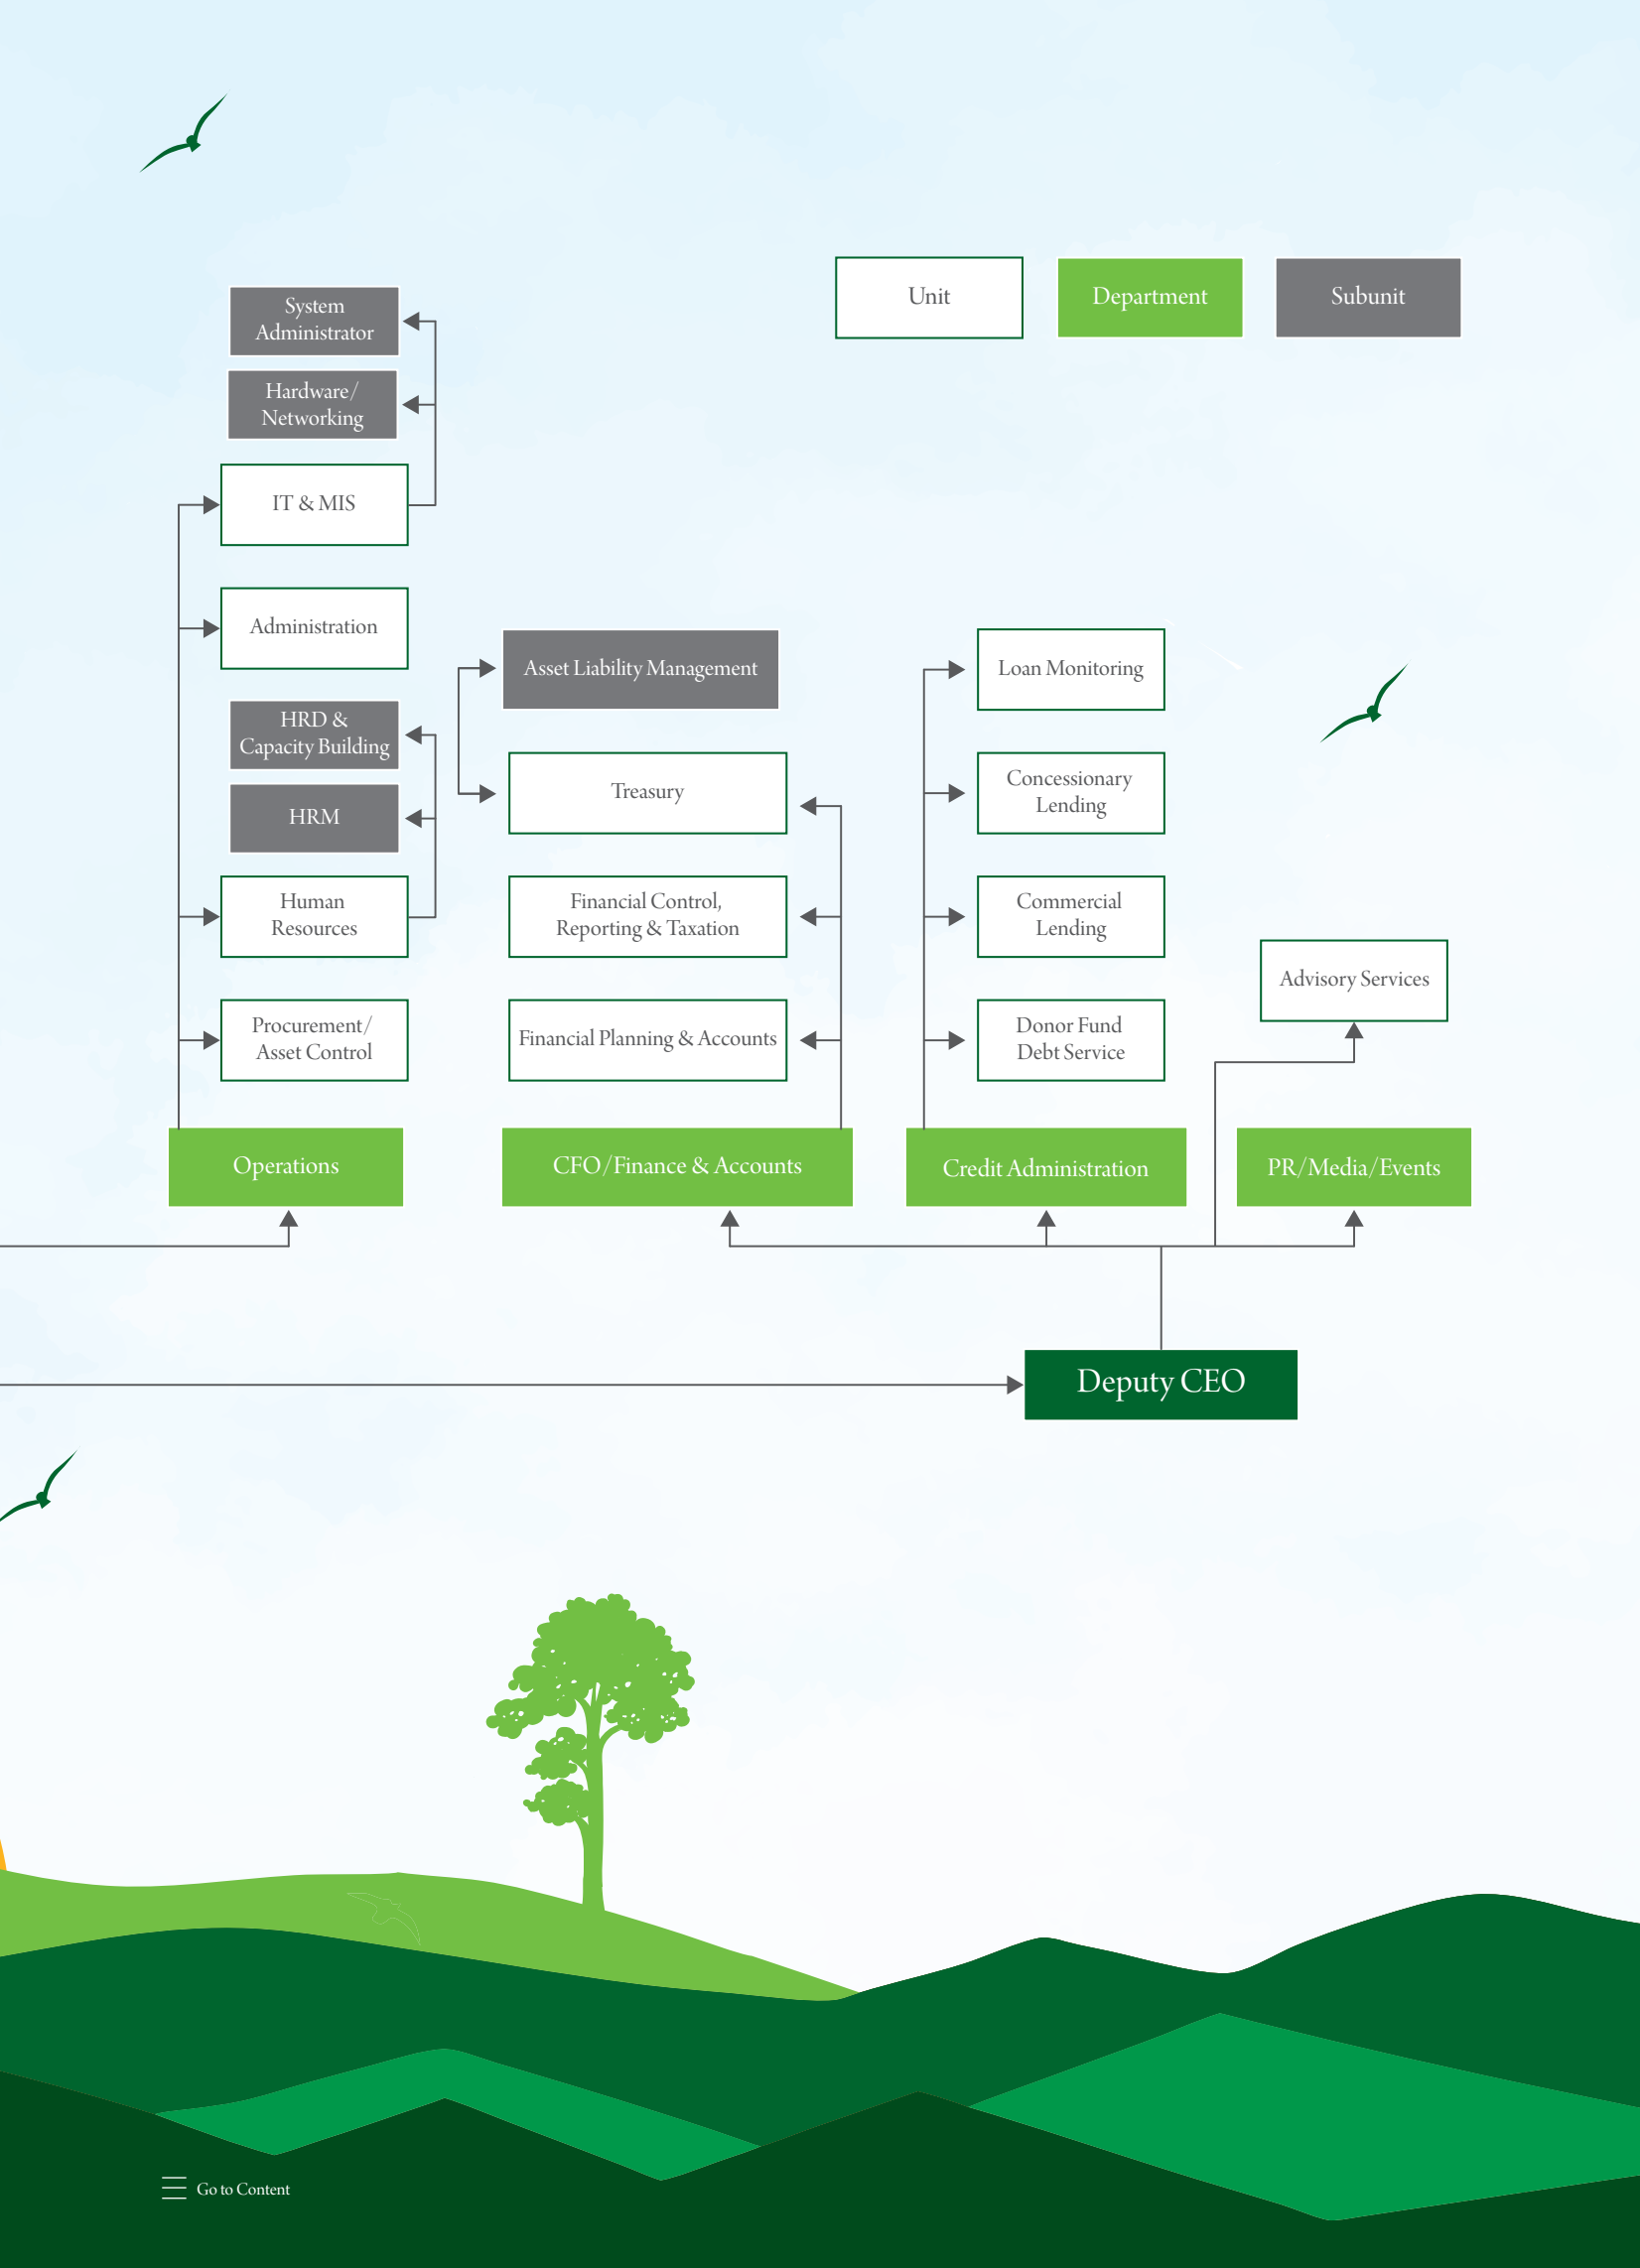 Unit
Department
Subunit
System
Administrator
Hardware/
Networking
IT & MIS
Administration
HRD &
Capacity Building
HRM
Human
Resources
Procurement/
Asset Control
Operations
Asset Liability Management
Treasury
Financial Control,
Reporting & Taxation
Financial Planning & Accounts
CFO/Finance & Accounts
Loan Monitoring
Concessionary
Lending
Commercial
Lending
Donor Fund
Debt Service
Credit Administration
Advisory Services
PR/Media/Events
Deputy CEO
Go to Content